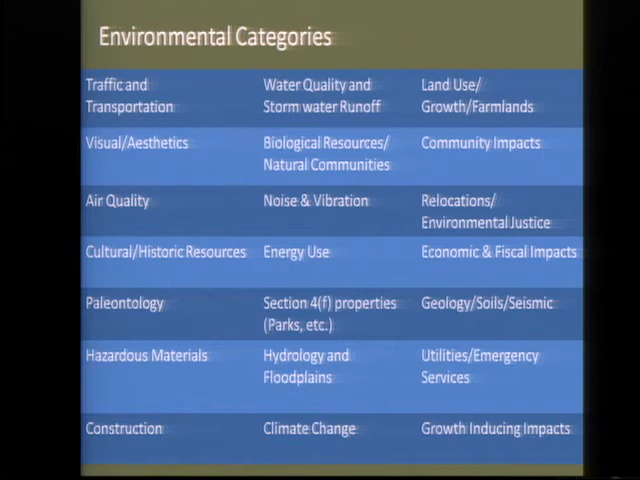 Environmental Categories
Traffic and
Transportation
Water Quality and
Storm water Runoff
Land Use/
Growth/Farmlands
Visual/Aesthetics
Biological Resources/
Natural Communities
Community Impacts
Air Quality
Noise & Vibration
Relocations/
Environmental Justice
Cultural/Historic Resources
Energy Use
Economic & Fiscal Impacts
Paleontology
Section 4(f) properties
(Parks, etc.)
Geology/Soils/Seismic
Hazardous Materials
Hydrology and
Floodplains
Utilities/Emergency
Services
Construction
Climate Change
Growth Inducing Impacts